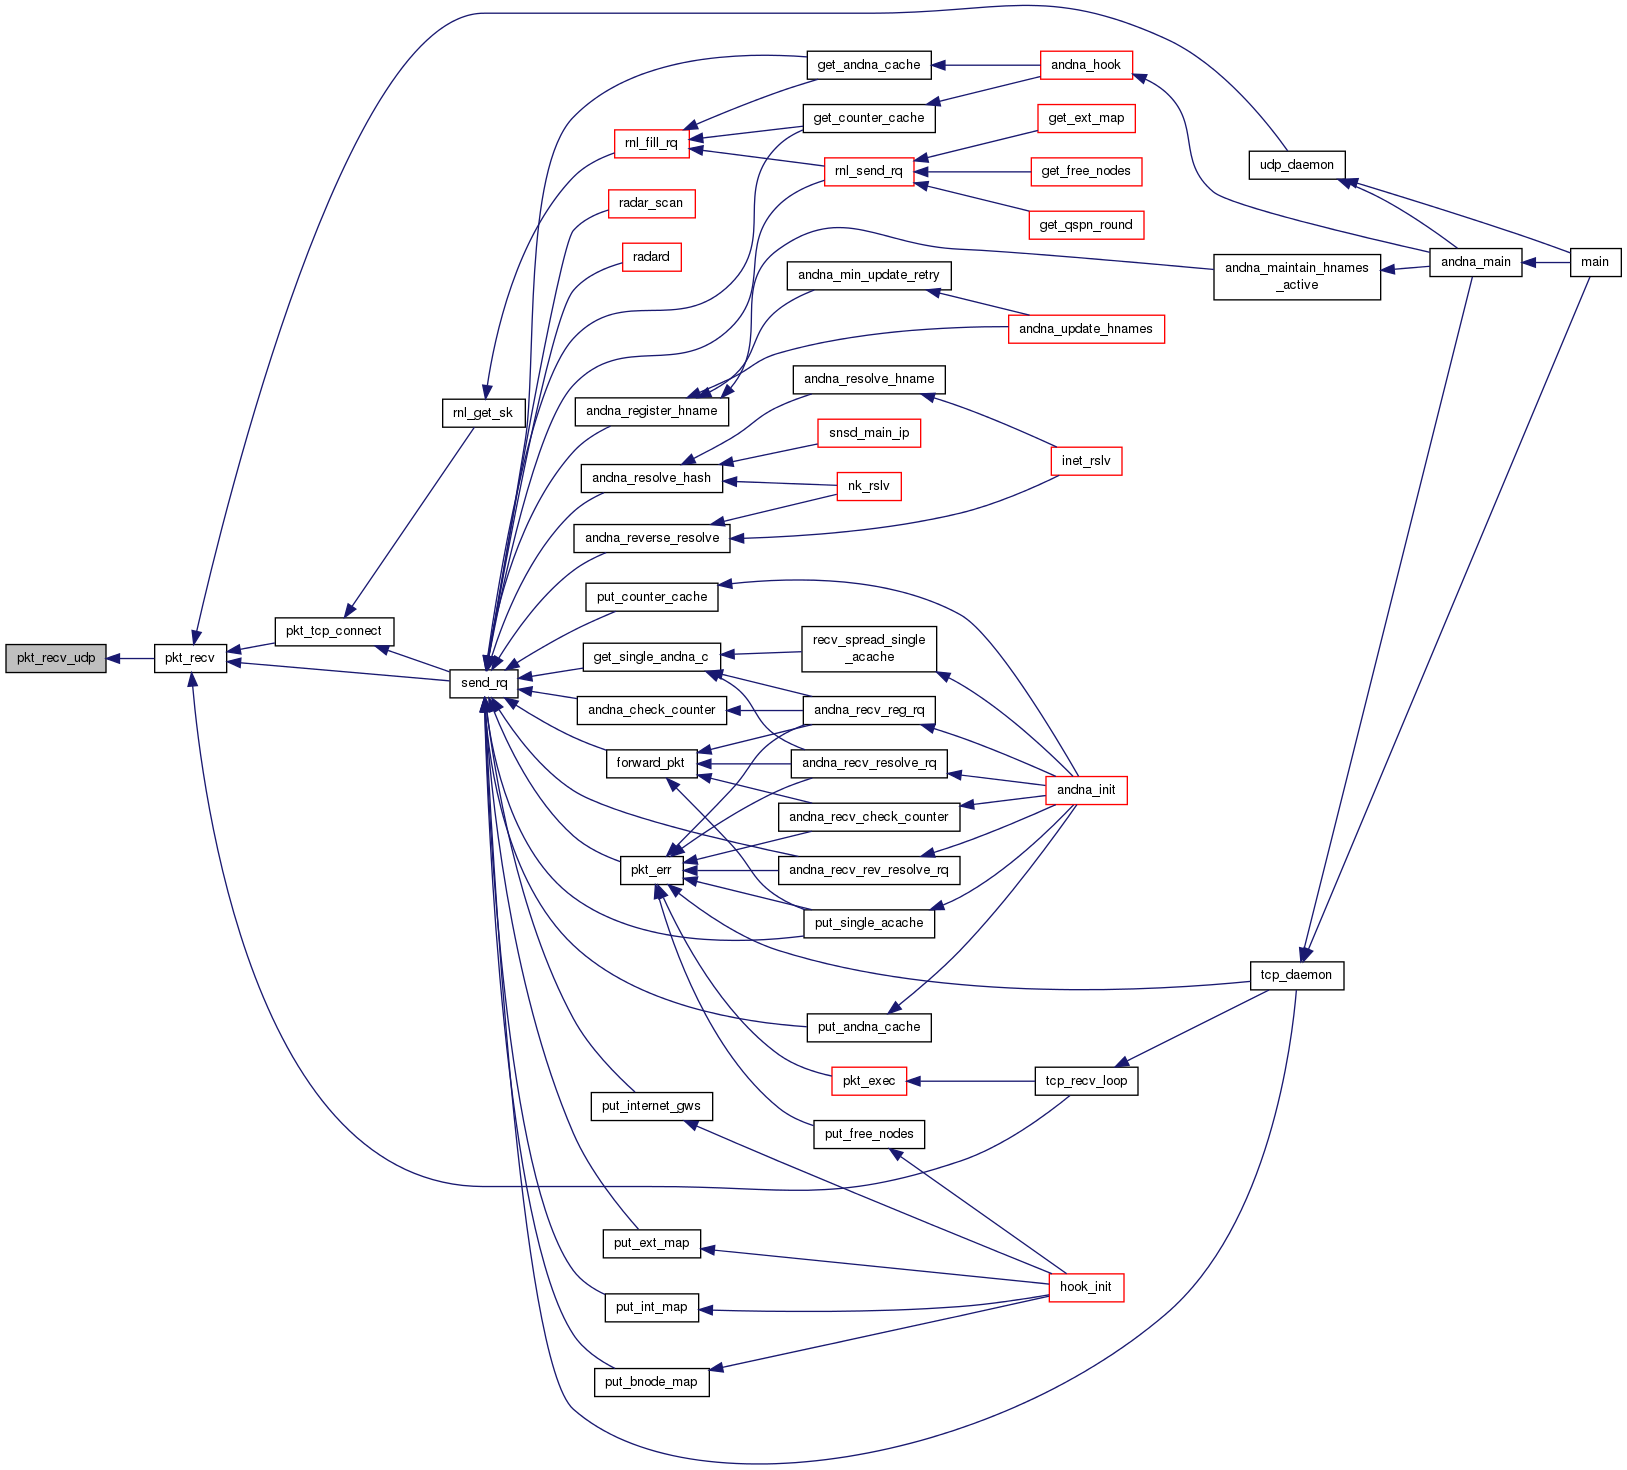 get_andna_cache
andna_hook
get_counter_cache
get_ext_map
rnl_fill_rq
udp_daemon
rnl_send_rq
get_free_nodes
radar_scan
get_qspn_round
radard
andna_maintain_hnames
_active
andna_main
main
andna_min_update_retry
andna_update_hnames
andna_resolve_hname
rnl_get_sk
andna_register_hname
snsd_main_ip
inet_rslv
andna_resolve_hash
nk_rslv
andna_reverse_resolve
put_counter_cache
pkt_tcp_connect
recv_spread_single
_acache
pkt_recv_udp
pkt_recv
get_single_andna_c
send_rq
andna_check_counter
andna_recv_reg_rq
forward_pkt
andna_recv_resolve_rq
andna_init
andna_recv_check_counter
pkt_err
andna_recv_rev_resolve_rq
put_single_acache
tcp_daemon
put_andna_cache
pkt_exec
tcp_recv_loop
put_internet_gws
put_free_nodes
put_ext_map
hook_init
put_int_map
put_bnode_map